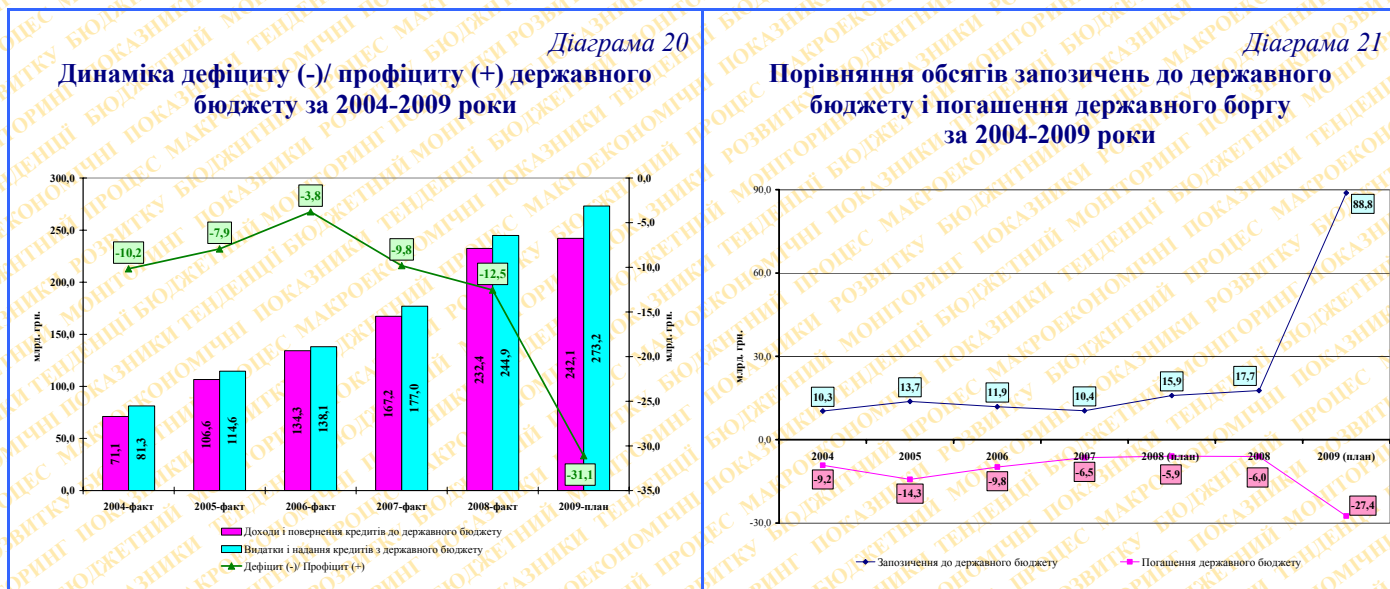 Діаграма 20
Динаміка дефіциту (-)/ профіциту (+) державного
бюджету за 2004-2009 роки
300,0
250,0
200,0
150,0
100,0
50,0
0,0
млрд. грн.
0,0
-5,0
-10,0
-15,0
-20,0
-25,0
-30,0
-35,0
млрд. грн.
-10,2
-7,9
-3,8
-9,8
-12,5
-31,1
71,1
81,3
106,6
114,6
134,3
138,1
167,2
177,0
232,4
244,9
242,1
273,2
2004-факт
2005-факт
2006-факт
2007-факт
2008-факт
2009-план
Доходи і повернення кредитів до державного бюджету
Видатки і надання кредитів з державного бюджету
Дефіцит (-)/ Профіцит (+)
Діаграма 21
Порівняння обсягів запозичень до державного
бюджету і погашення державного боргу
за 2004-2009 роки
90,0
60,0
30,0
0,0
-30,0
млрд. грн.
10,3
13,7
11,9
10,4
15,9
17,7
88,8
2004
2005
2006
2007
2008 (план)
2008
2009 (план)
-9,2
-14,3
-9,8
-6,5
-5,9
-6,0
-27,4
Запозичення до державного бюджету
Погашення державного боргу